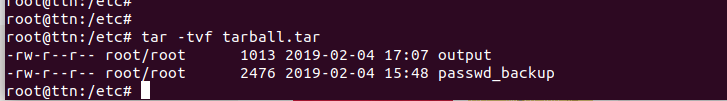 root@ttn:/etc#
root@ttn:/etc#
root@ttn:/etc# tar -tvf tarball.tar
-rw-r--r-- root/root      1013 2019-02-04 17:07 output
-rw-r--r-- root/root      2476 2019-02-04 15:48 passwd_backup
root@ttn:/etc#